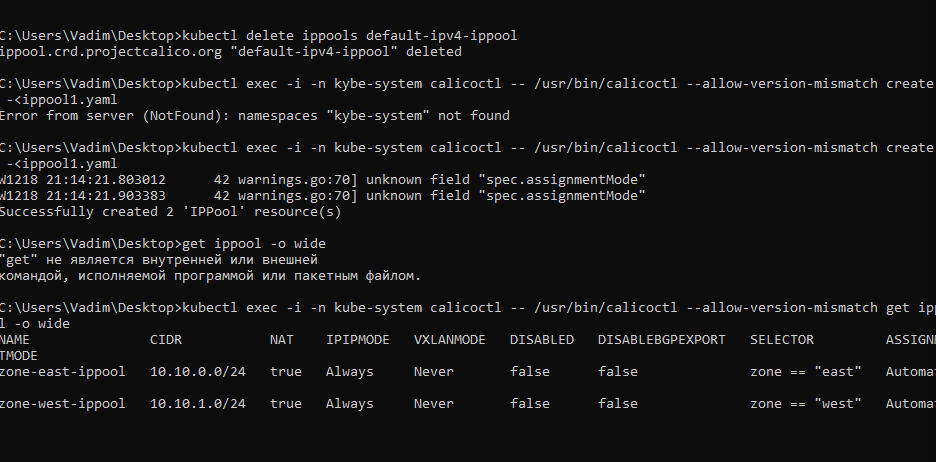 C:\Users\Vadim\Desktop>kubectl delete ippools default-ipv4-ippool
ippool.crd.projectcalico.org "default-ipv4-ippool" deleted
C:\Users\Vadim\Desktop>kubectl exec -i -n kybe-system calicoctl -- /usr/bin/calicoctl --allow-version-mismatch create
-<ippool1.yaml
Error from server (NotFound): namespaces "kybe-system" not found
C:\Users\Vadim\Desktop>kubectl exec -i -n kube-system calicoctl -- /usr/bin/calicoctl --allow-version-mismatch create
-<ippool1.yaml
W1218 21:14:21.803012 42 warnings.go:70] unknown field "spec.assignmentMode"
W1218 21:14:21.903383 42 warnings.go:70] unknown field "spec.assignmentMode"
Successfully created 2 'IPPool' resource(s)
C:\Users\Vadim\Desktop>get ippool -o wide
"get" не является внутренней или внешней
командой, исполняемой программой или пакетным файлом.
C:\Users\Vadim\Desktop>kubectl exec -i -n kube-system calicoctl -- /usr/bin/calicoctl --allow-version-mismatch get ipp
l -o wide
NAME CIDR NAT IPIPMODE VXLANMODE DISABLED DISABLEBGPEXPORT SELECTOR ASSIGNM
TMODE
zone-east-ippool 10.10.0.0/24 true Always Never false false zone == "east" Automa
zone-west-ippool 10.10.1.0/24 true Always Never false false zone == "west" Automa